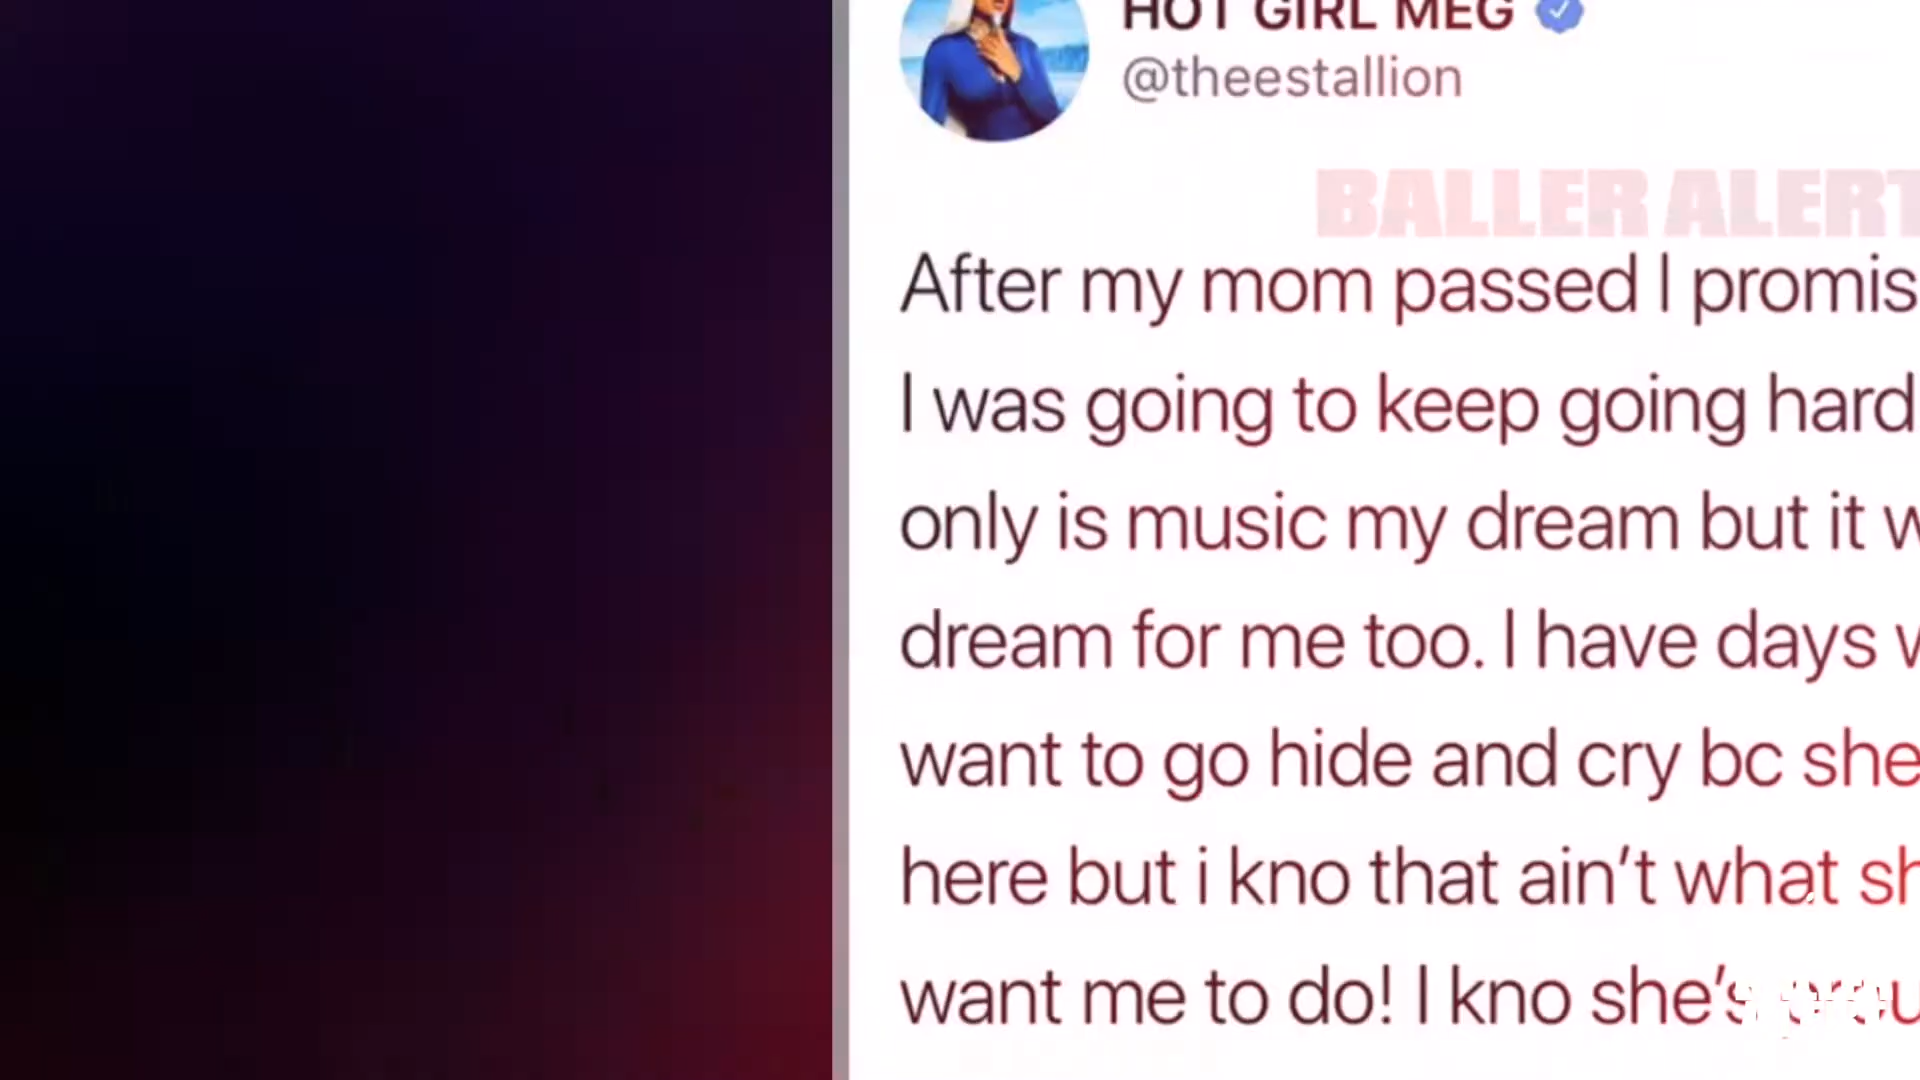 HOT GIRL MEG
@theestallion
BALLER ALERT
After my mom passed I promis
I was going to keep going hard
only is music my dream but it w
dream for me too. I have days w
want to go hide and cry bc she
here but i kno that ain't what sh
want me to do! I kno she's